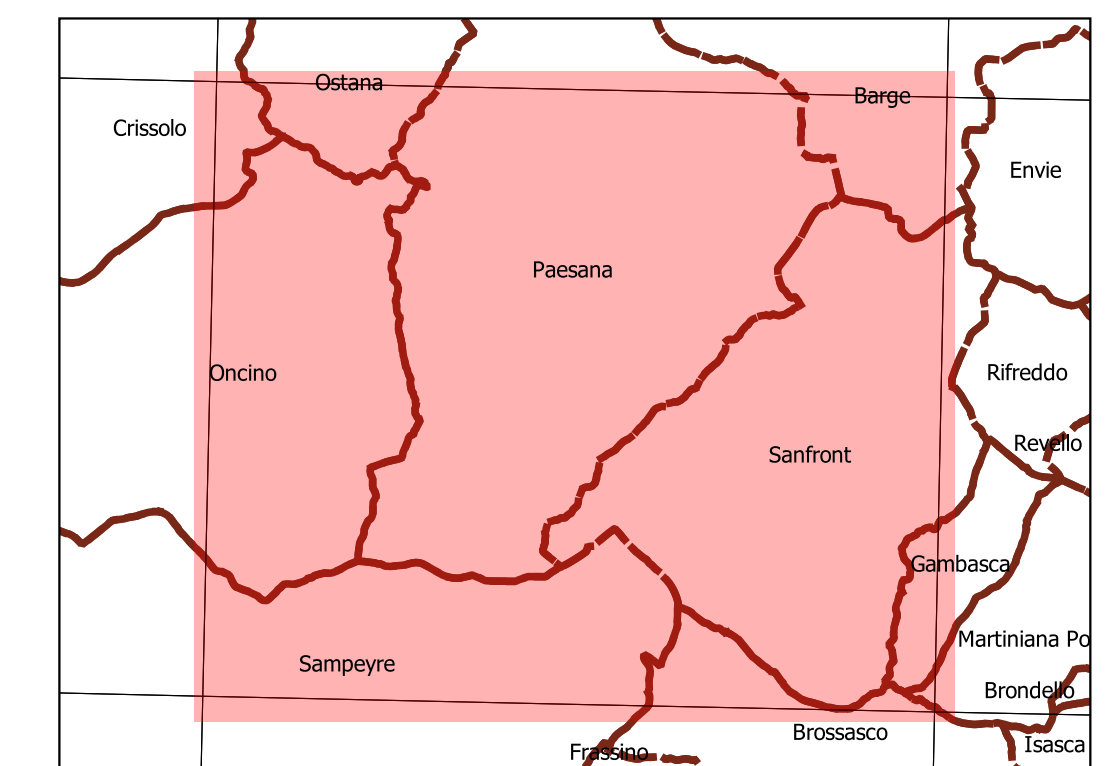 Ostana
Barge
Crissolo
Envie
Paesana
Oncino
Rifreddo
Revello
Sanfront
Gambasca
Martiniana Po
Sampeyre
Brondello
Brossasco
Isasca
Frassino